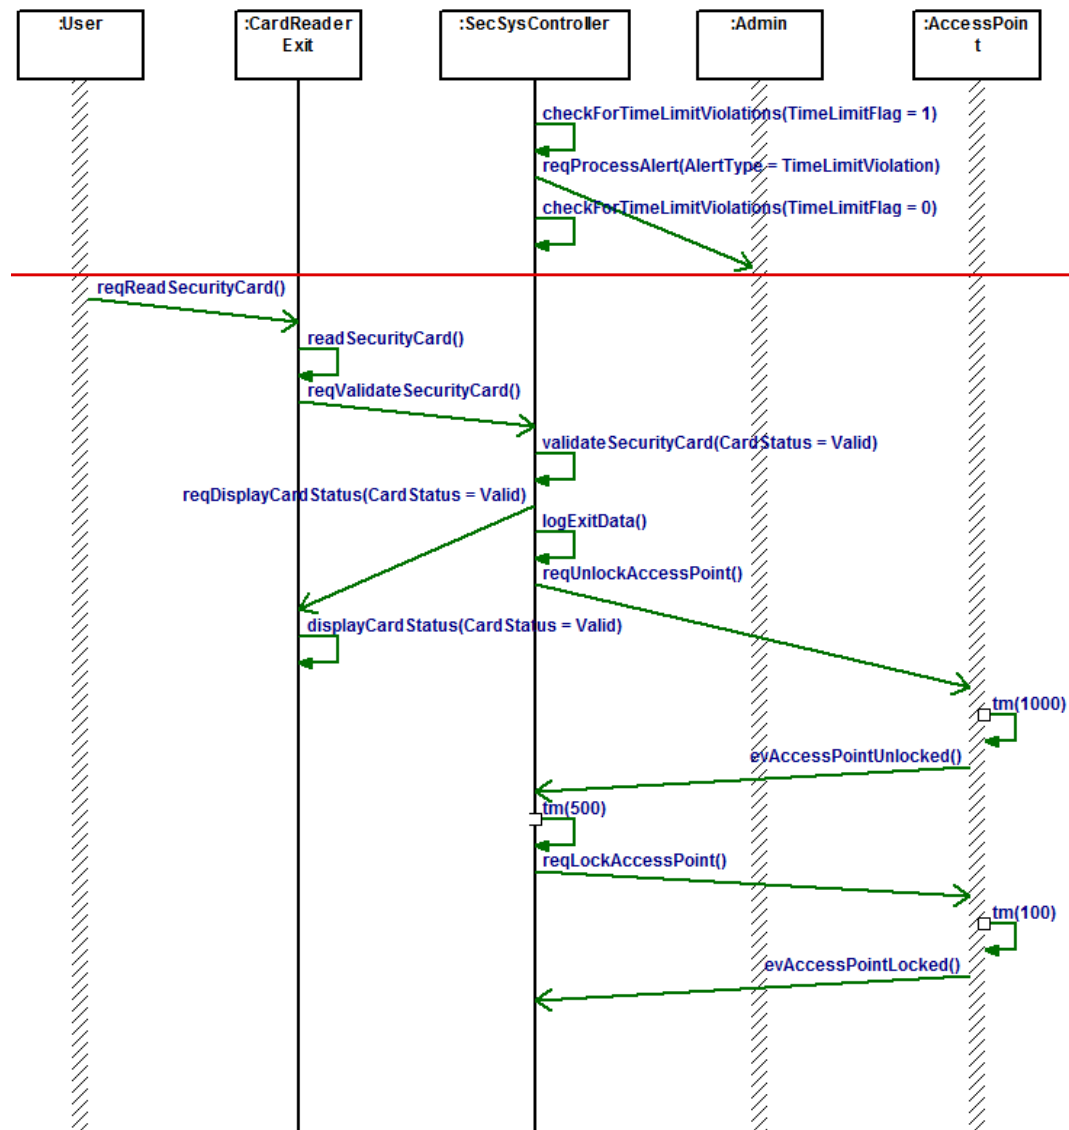 :User
:CardReader
Exit
:SecSysController
:Admin
:AccessPoin
t
checkForTimeLimitViolations(TimeLimitFlag = 1)
reqProcessAlert(AlertType = TimeLimitViolation)
checkForTimeLimitViolations(TimeLimitFlag = 0)
reqReadSecurityCard()
readSecurityCard()
reqValidateSecurityCard()
validateSecurityCard(CardStatus = Valid)
reqDisplayCardStatus(CardStatus = Valid)
logExitData()
reqUnlockAccessPoint()
displayCardStatus(CardStatus = Valid)
tm(1000)
evAccessPointUnlocked()
tm(500)
reqLockAccessPoint()
tm(100)
evAccessPointLocked()